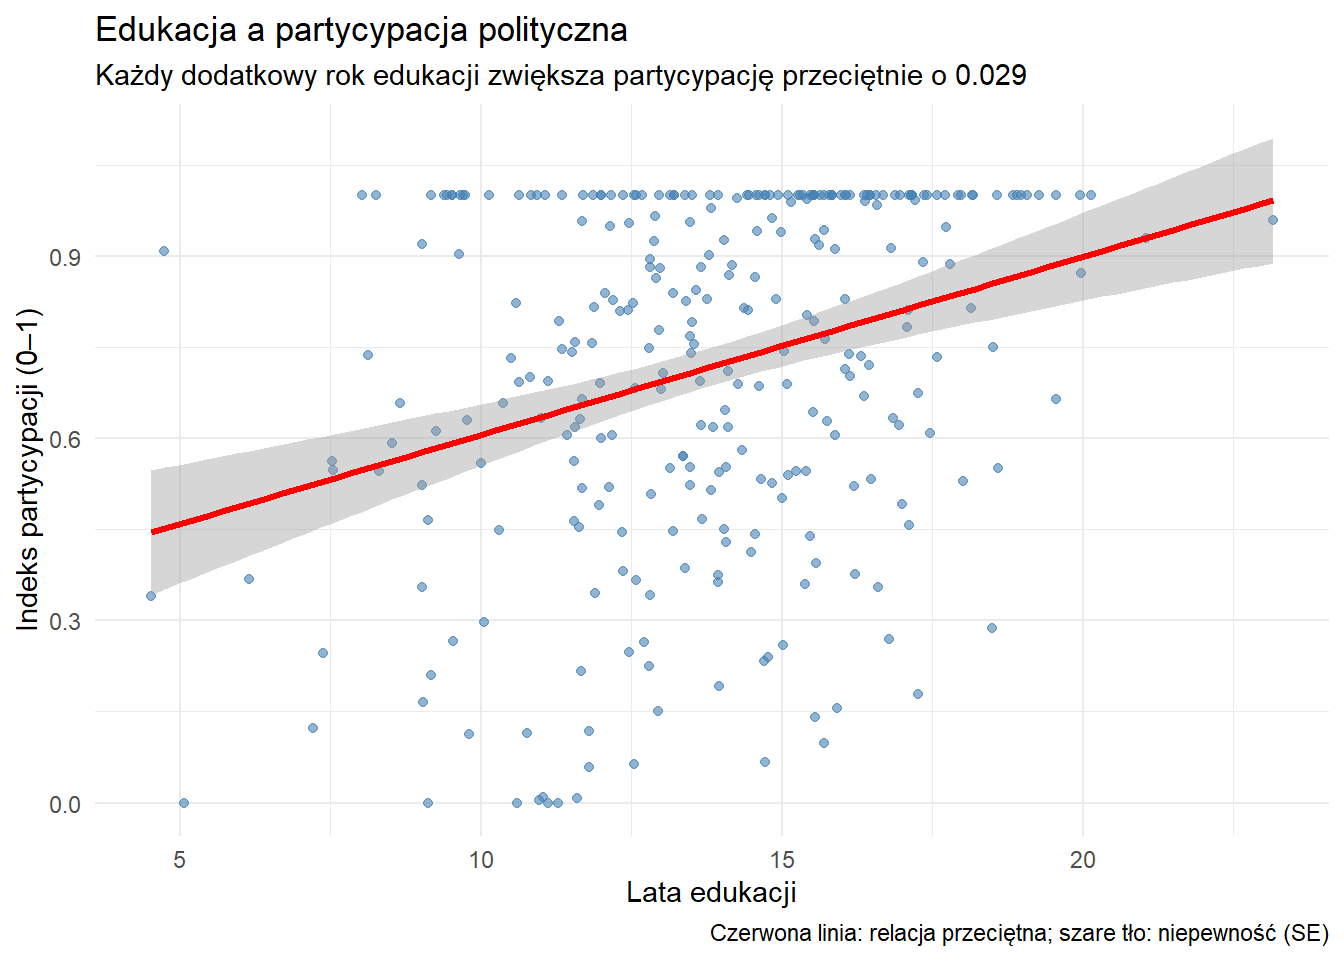 Edukacja a partycypacja polityczna
Każdy dodatkowy rok edukacji zwiększa partycypację przeciętnie o 0.029
Indeks partycypacji (0–1)
0.9
0.6
0.3
0.0
5 10 15 20
Lata edukacji
Czerwona linia: relacja przeciętna; szare tło: niepewność (SE)